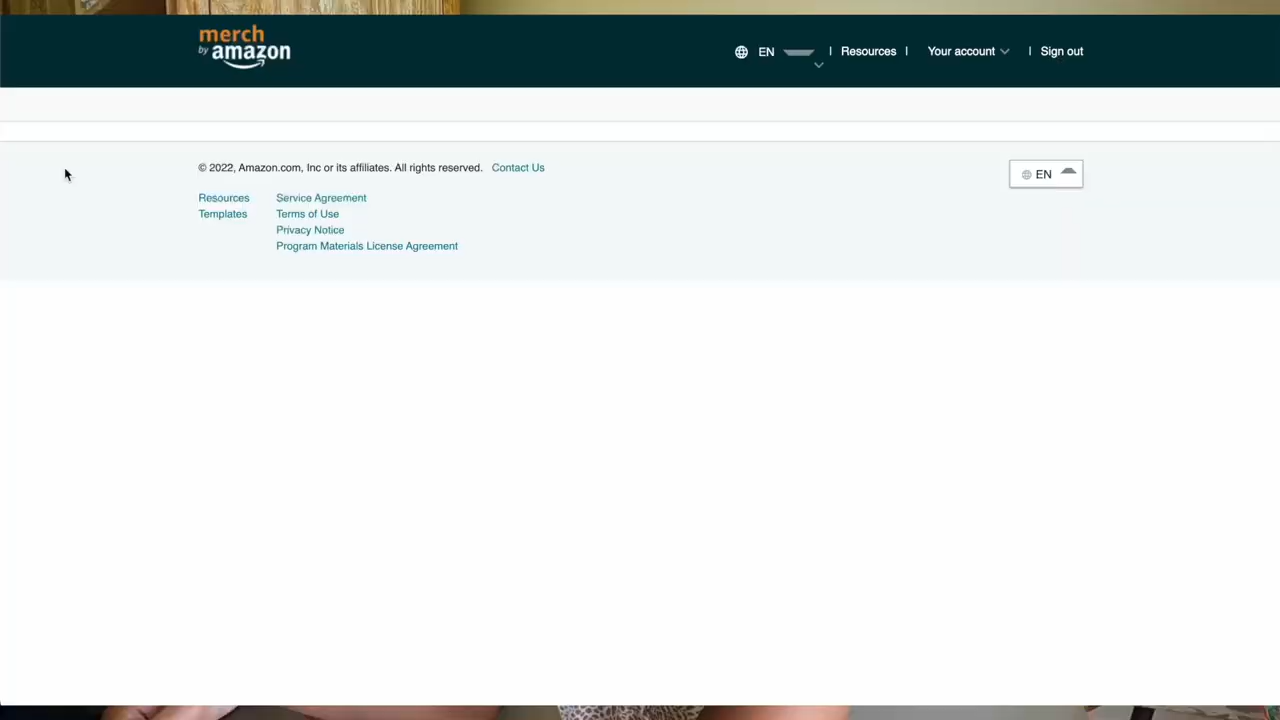 merch
by amazon
EN | Resources | Your account | Sign out
© 2022, Amazon.com, Inc or its affiliates. All rights reserved. Contact Us
EN
Resources Service Agreement
Templates Terms of Use
Privacy Notice
Program Materials License Agreement